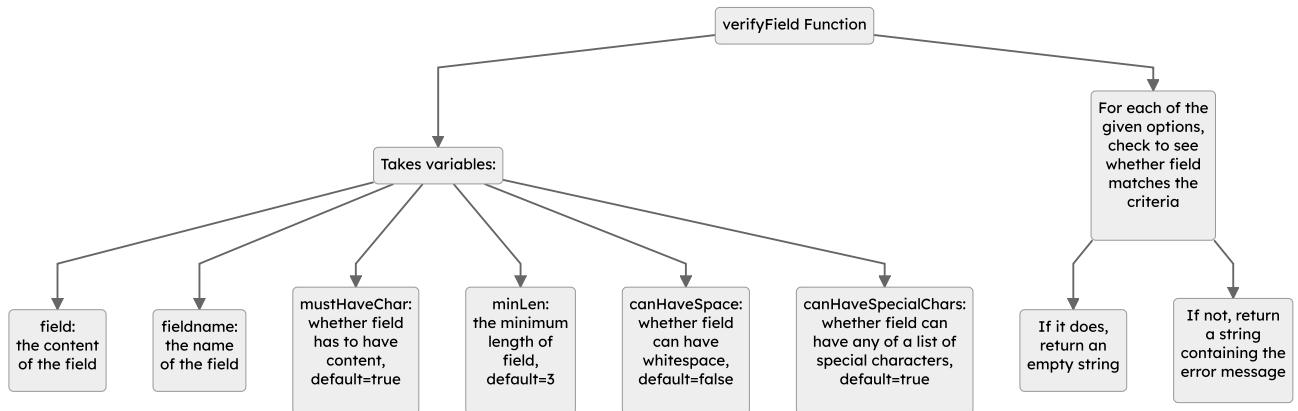 verifyField Function
For each of the
given options,
check to see
whether field
matches the
criteria
Takes variables:
field:
the content
of the field
fieldname:
the name
of the field
mustHaveChar:
whether field
has to have
content,
default=true
minLen:
the minimum
length of
field,
default=3
canHaveSpace:
whether field
can have
whitespace,
default=false
canHaveSpecialChars:
whether field can
have any of a list of
special characters,
default=true
If it does,
return an
empty string
If not, return
a string
containing the
error message